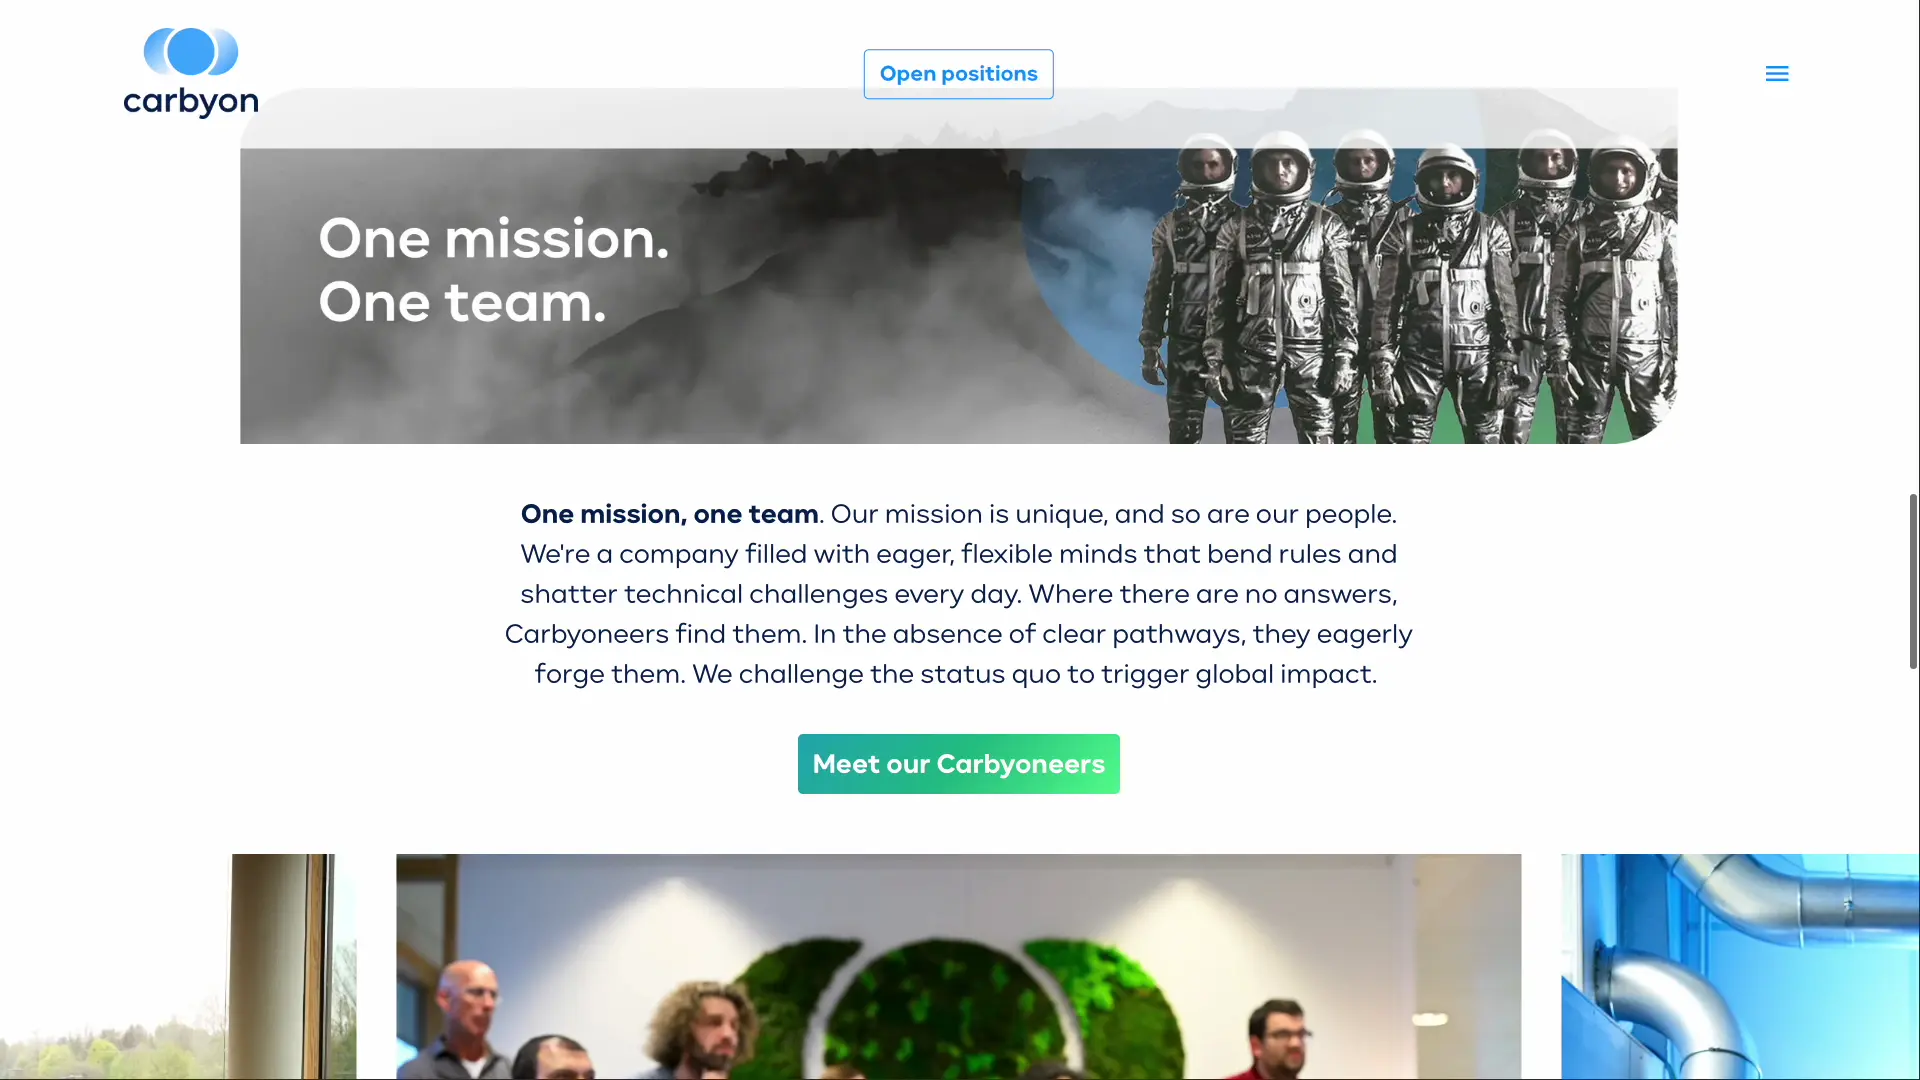 carbyon
Open positions
One mission.
One team.
One mission, one team. Our mission is unique, and so are our people.
We're a company filled with eager, flexible minds that bend rules and
shatter technical challenges every day. Where there are no answers,
Carbyoneers find them. In the absence of clear pathways, they eagerly
forge them. We challenge the status quo to trigger global impact.
Meet our Carbyoneers